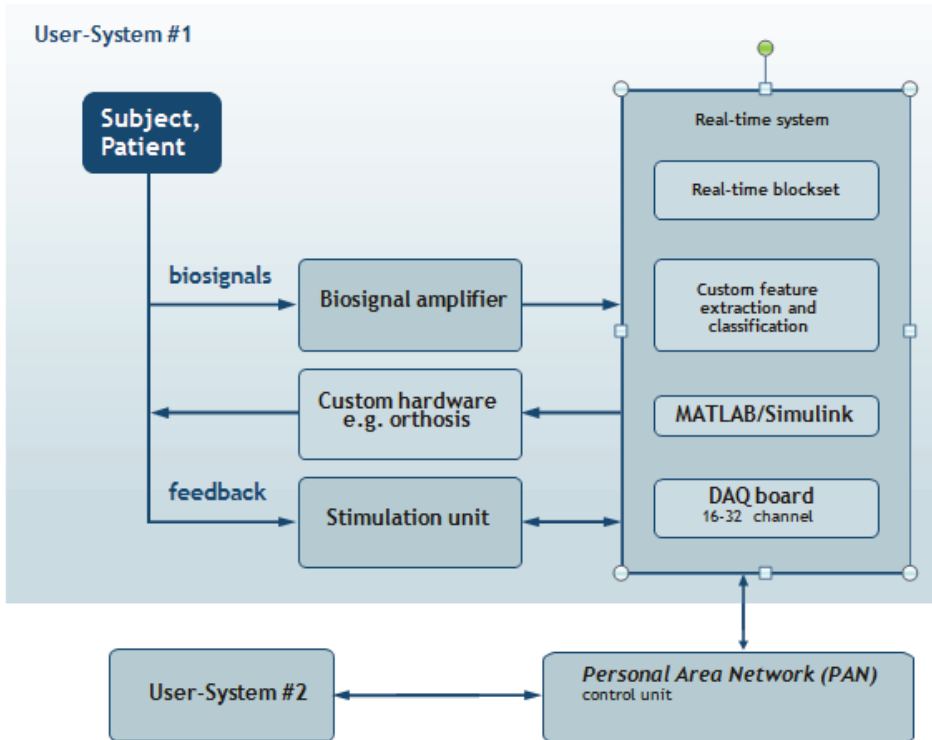 User-System #1
Subject,
Patient
Real-time system
Real-time blockset
biosignals
Biosignal amplifier
Custom feature
extraction and
classification
Custom hardware
e.g. orthosis
MATLAB/Simulink
feedback
Stimulation unit
DAQ board
16-32 channel
User-System #2
Personal Area Network (PAN)
control unit